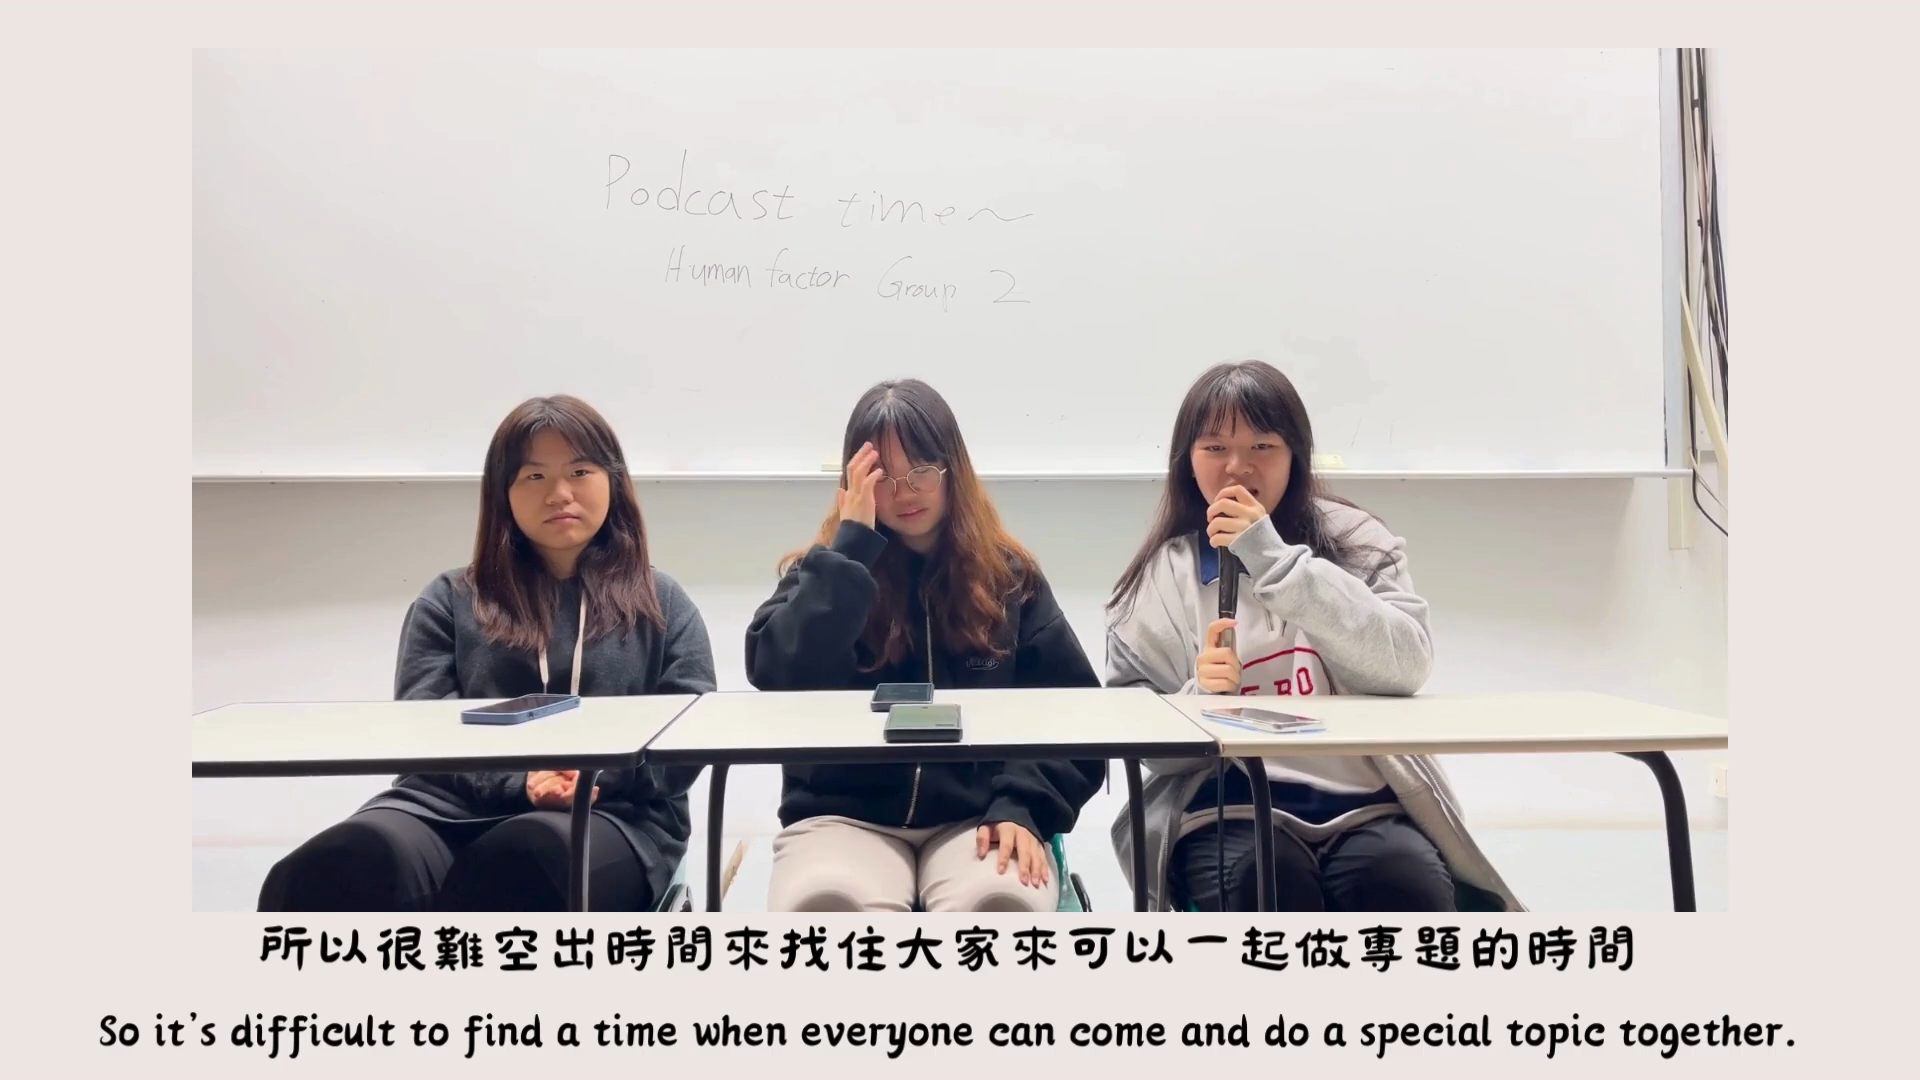 Podcast time~
Human factor Group 2
所以很難空出時間來找住大家來可以一起做專題的時間
So it's difficult to find a time when everyone can come and do a special topic together.